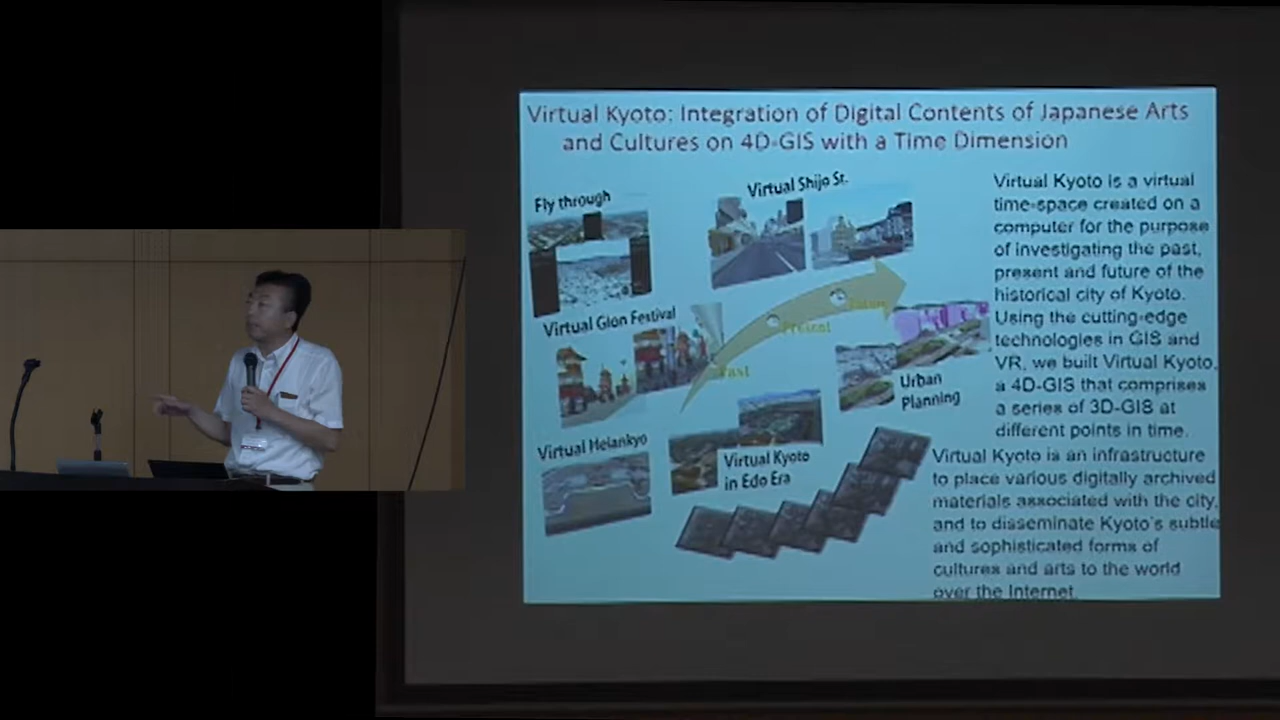 Virtual Kyoto: Integration of Digital Contents of Japanese Arts
and Cultures on 4D-GIS with a Time Dimension
Fly through
Virtual Shijo St.
Virtual Gion Festival
Past
Present
Future
Urban
Planning
Virtual Heiankyo
Virtual Kyoto
in Edo Era
Virtual Kyoto is a virtual
time-space created on a
computer for the purpose
of investigating the past,
present and future of the
historical city of Kyoto.
Using the cutting-edge
technologies in GIS and
VR, we built Virtual Kyoto,
a 4D-GIS that comprises
a series of 3D-GIS at
different points in time.
Virtual Kyoto is an infrastructure
to place various digitally archived
materials associated with the city,
and to disseminate Kyoto's subtle
and sophisticated forms of
cultures and arts to the world
over the Internet.